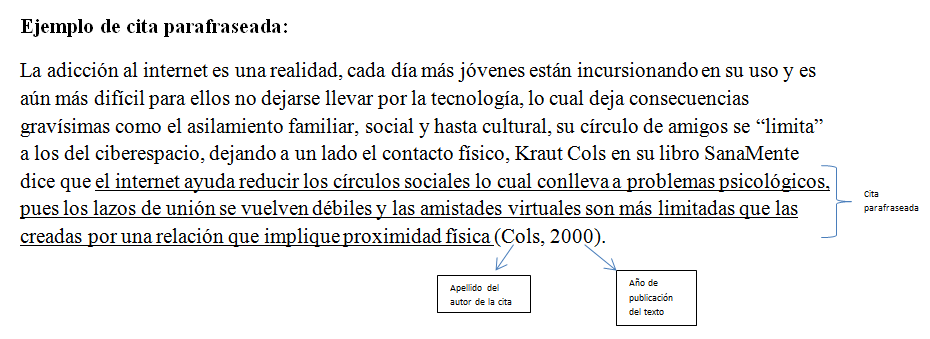 Ejemplo de cita parafraseada:
La adicción al internet es una realidad, cada día más jóvenes están incursionando en su uso y es
aún más difícil para ellos no dejarse llevar por la tecnología, lo cual deja consecuencias
gravísimas como el asilamiento familiar, social y hasta cultural, su círculo de amigos se “limita”
a los del ciberespacio, dejando a un lado el contacto físico, Kraut Cols en su libro SanaMente
dice que el internet ayuda reducir los círculos sociales lo cual conlleva a problemas psicológicos,
pues los lazos de unión se vuelven débiles y las amistades virtuales son más limitadas que las
creadas por una relación que implique proximidad física (Cols, 2000).
Cita
parafraseada
Apellido del
autor de la cita
Año de
publicación
del texto